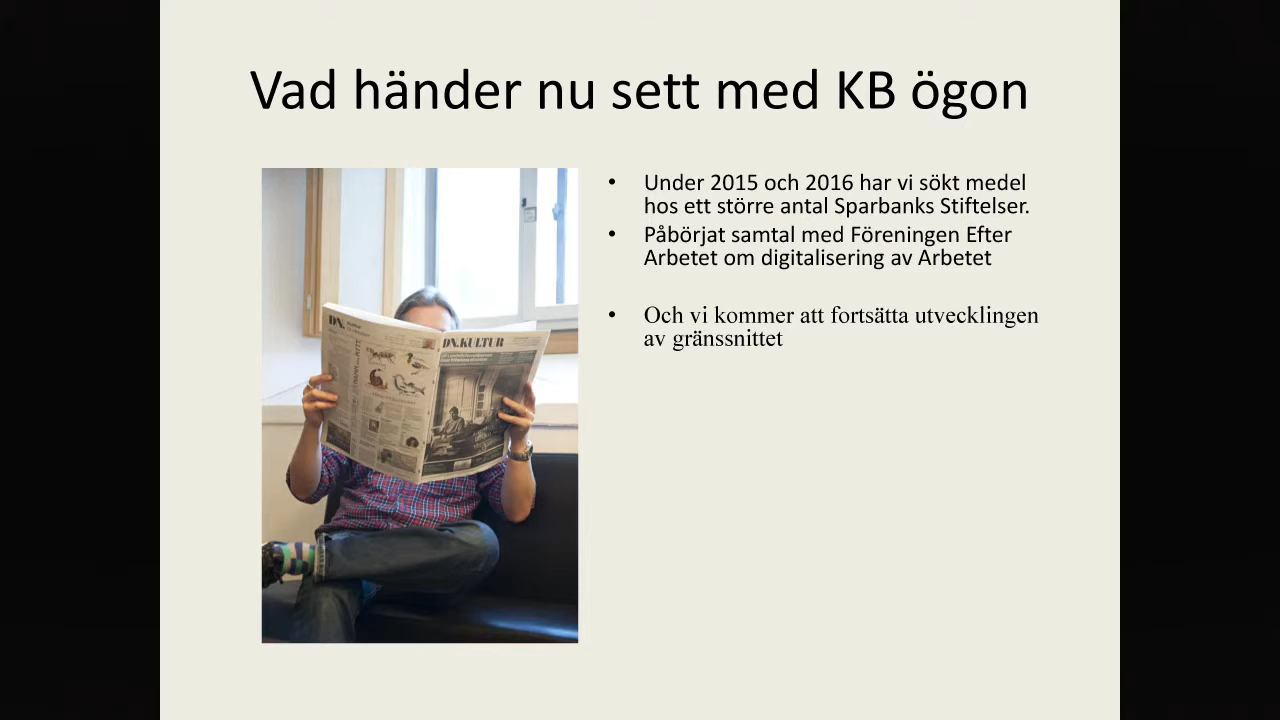 Vad händer nu sett med KB ögon
• Under 2015 och 2016 har vi sökt medel
hos ett större antal Sparbanks Stiftelser.
• Påbörjat samtal med Föreningen Efter
Arbetet om digitalisering av Arbetet
• Och vi kommer att fortsätta utvecklingen
av gränssnittet
DN.
DN.KULTUR